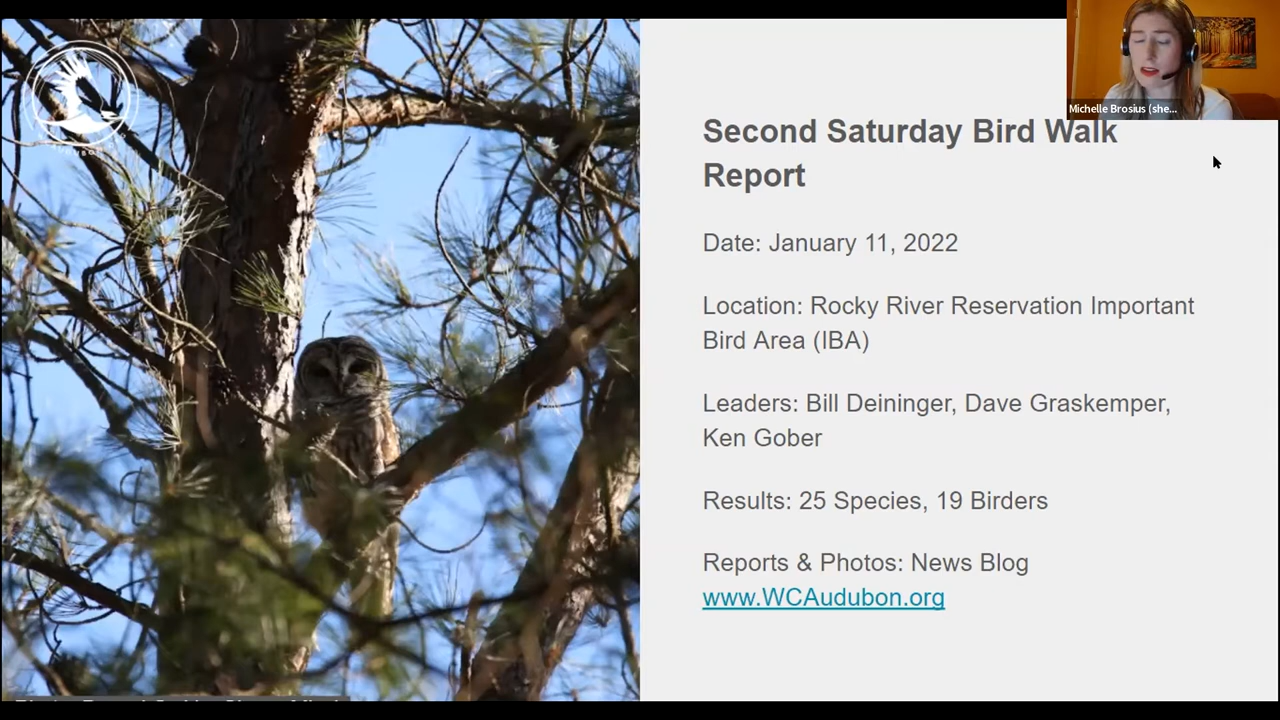 Michelle Brosius (she...
Second Saturday Bird Walk
Report
Date: January 11, 2022
Location: Rocky River Reservation Important
Bird Area (IBA)
Leaders: Bill Deininger, Dave Graskemper,
Ken Gober
Results: 25 Species, 19 Birders
Reports & Photos: News Blog
www.WCAudubon.org